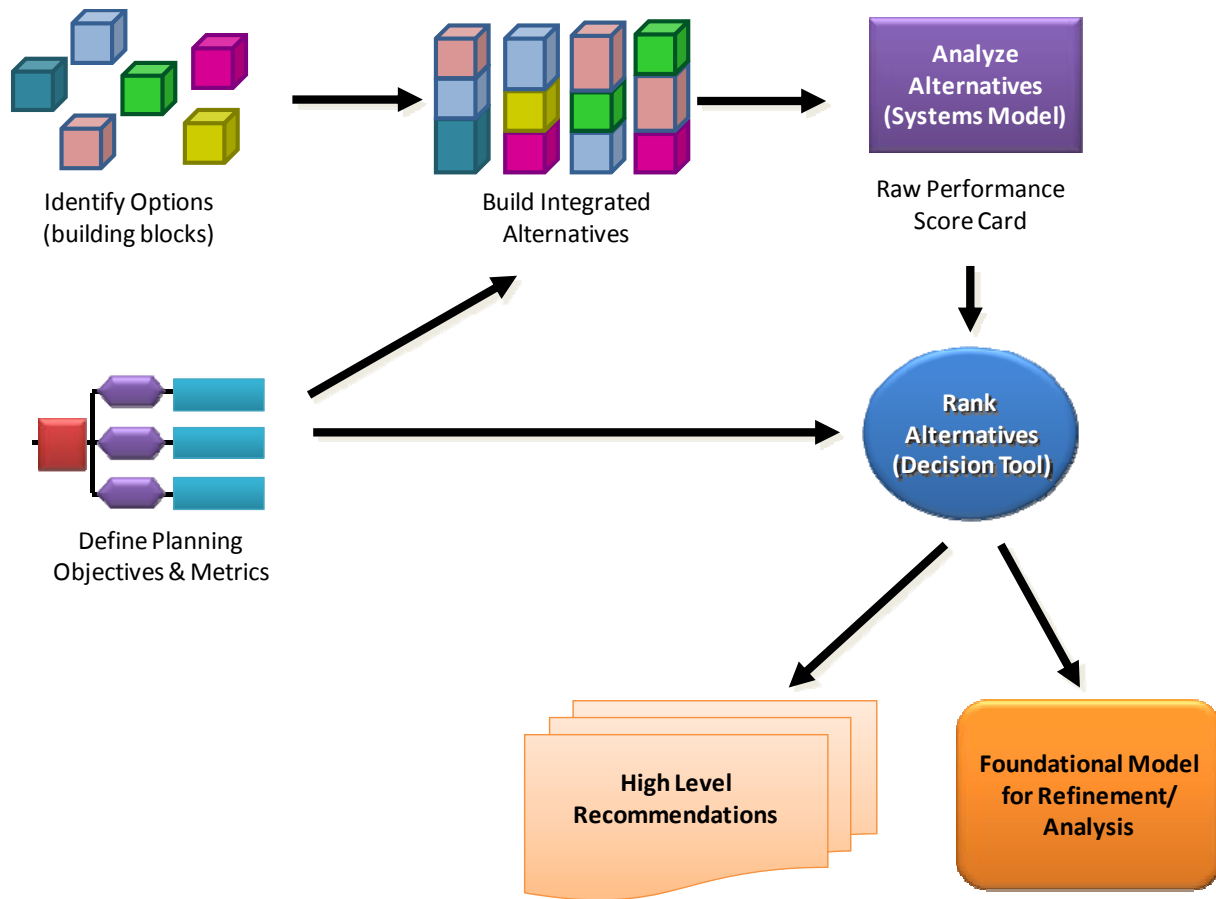 Identify Options
(building blocks)
Build Integrated
Alternatives
Analyze
Alternatives
(Systems Model)
Raw Performance
Score Card
Define Planning
Objectives & Metrics
Rank
Alternatives
(Decision Tool)
High Level
Recommendations
Foundational Model
for Refinement/
Analysis